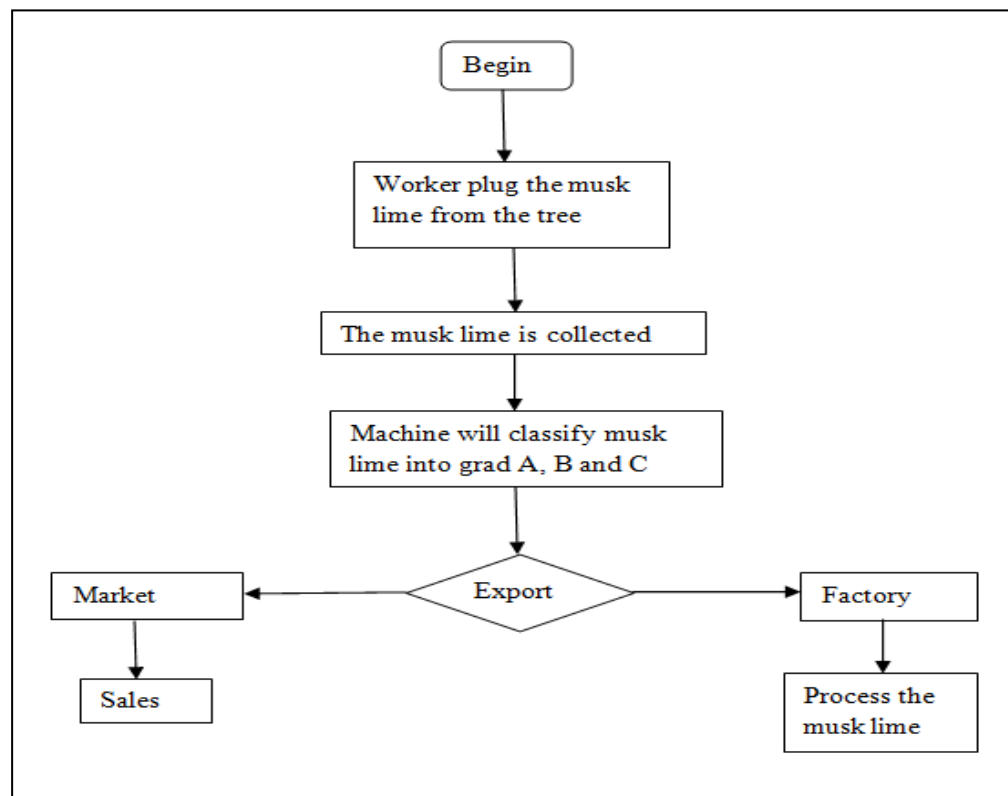 Begin
Worker plug the musk
lime from the tree
The musk lime is collected
Machine will classify musk
lime into grad A, B and C
Export
Market
Factory
Sales
Process the
musk lime